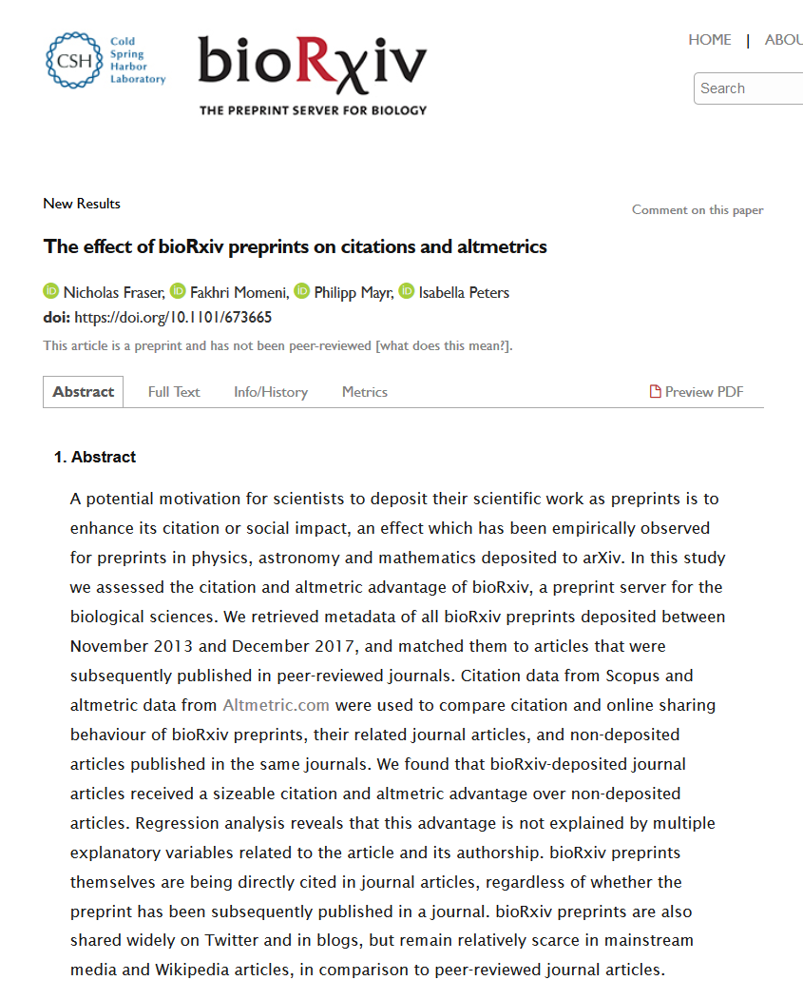 CSH
Cold
Spring
Harbor
Laboratory
bioRχiv
THE PREPRINT SERVER FOR BIOLOGY
HOME | ABOU
Search
New Results
Comment on this paper
The effect of bioRxiv preprints on citations and altmetrics
iD Nicholas Fraser, iD Fakhri Momeni, iD Philipp Mayr, iD Isabella Peters
doi: https://doi.org/10.1101/673665
This article is a preprint and has not been peer-reviewed [what does this mean?].
Abstract Full Text Info/History Metrics Preview PDF
1. Abstract
A potential motivation for scientists to deposit their scientific work as preprints is to
enhance its citation or social impact, an effect which has been empirically observed
for preprints in physics, astronomy and mathematics deposited to arXiv. In this study
we assessed the citation and altmetric advantage of bioRxiv, a preprint server for the
biological sciences. We retrieved metadata of all bioRxiv preprints deposited between
November 2013 and December 2017, and matched them to articles that were
subsequently published in peer-reviewed journals. Citation data from Scopus and
altmetric data from Altmetric.com were used to compare citation and online sharing
behaviour of bioRxiv preprints, their related journal articles, and non-deposited
articles published in the same journals. We found that bioRxiv-deposited journal
articles received a sizeable citation and altmetric advantage over non-deposited
articles. Regression analysis reveals that this advantage is not explained by multiple
explanatory variables related to the article and its authorship. bioRxiv preprints
themselves are being directly cited in journal articles, regardless of whether the
preprint has been subsequently published in a journal. bioRxiv preprints are also
shared widely on Twitter and in blogs, but remain relatively scarce in mainstream
media and Wikipedia articles, in comparison to peer-reviewed journal articles.